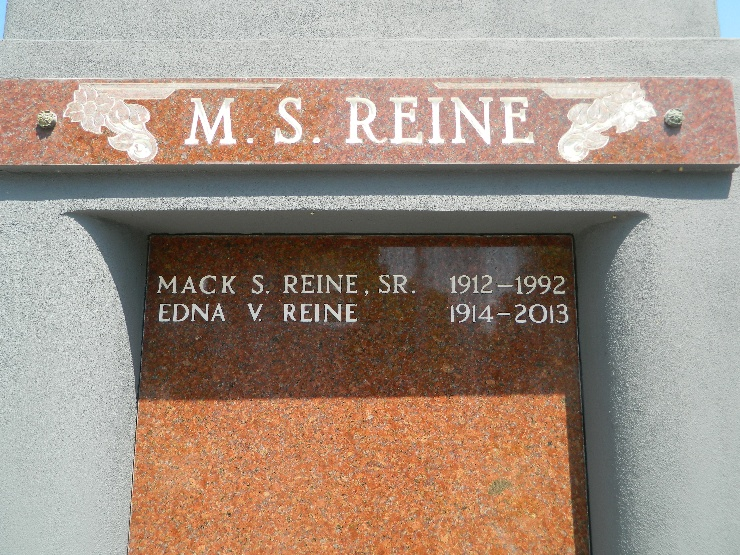 M. S. REINE
MACK S. REINE, SR. 1912-1992
EDNA V. REINE 1914-2013